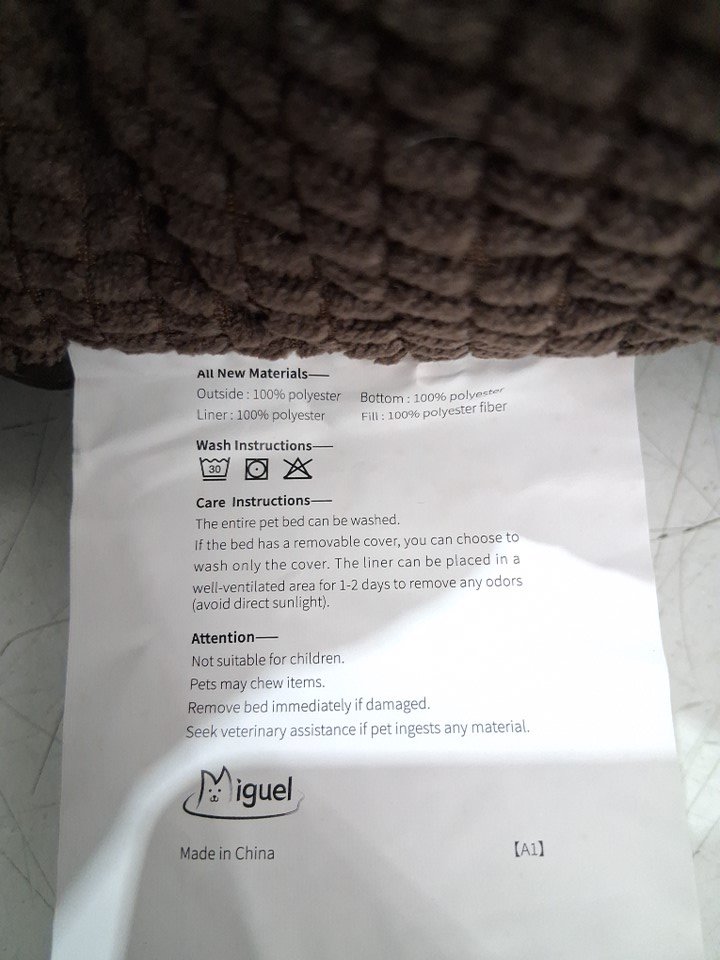 All New Materials—
Outside : 100% polyester Bottom : 100% polyester
Liner : 100% polyester Fill : 100% polyester fiber
Wash Instructions—
30
Care Instructions—
The entire pet bed can be washed.
If the bed has a removable cover, you can choose to
wash only the cover. The liner can be placed in a
well-ventilated area for 1-2 days to remove any odors
(avoid direct sunlight).
Attention—
Not suitable for children.
Pets may chew items.
Remove bed immediately if damaged.
Seek veterinary assistance if pet ingests any material.
Miguel
Made in China 【A1】